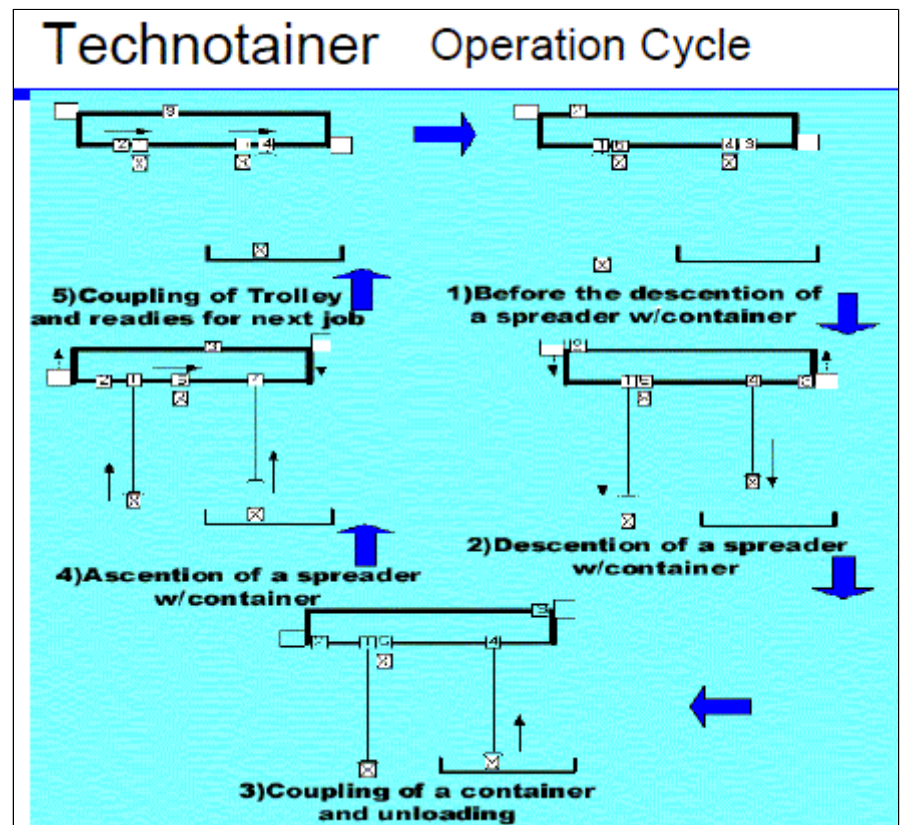 Technotainer Operation Cycle
5)Coupling of Trolley
and readies for next job
1)Before the descention of
a spreader w/container
4)Ascention of a spreader
w/container
2)Descention of a spreader
w/container
3)Coupling of a container
and unloading